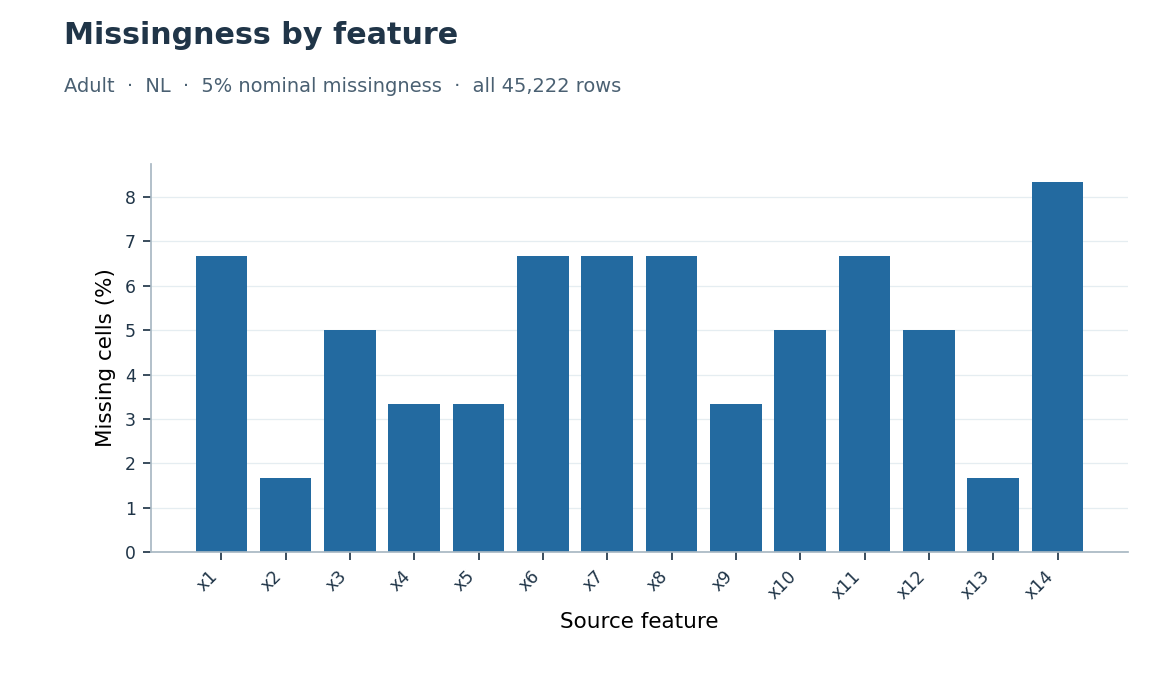 Missingness by feature
Adult · NL · 5% nominal missingness · all 45,222 rows
Missing cells (%)
8
7
6
5
4
3
2
1
0
x1 x2 x3 x4 x5 x6 x7 x8 x9 x10 x11 x12 x13 x14
Source feature